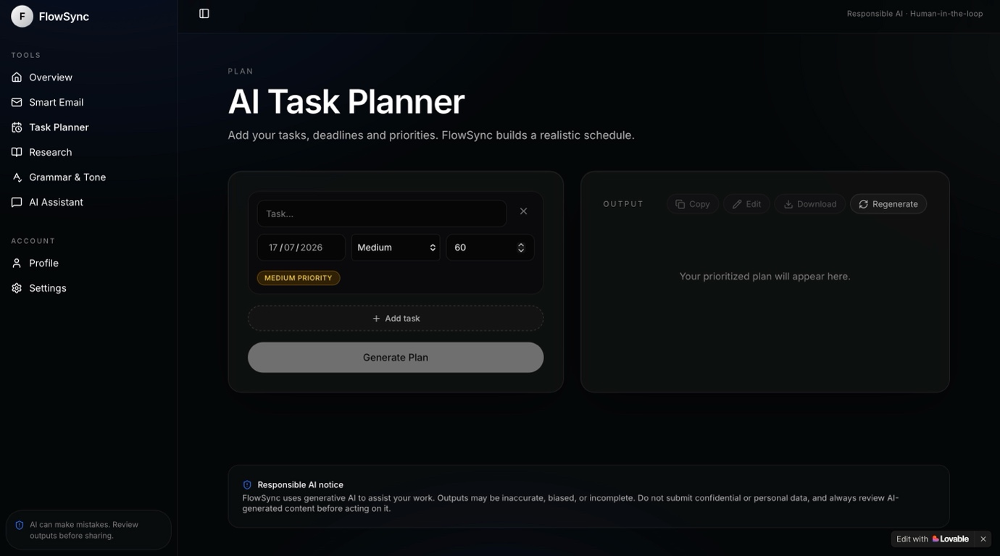 F FlowSync
TOOLS
Overview
Smart Email
Task Planner
Research
Grammar & Tone
AI Assistant
ACCOUNT
Profile
Settings
AI can make mistakes. Review
outputs before sharing.
Responsible AI · Human-in-the-loop
PLAN
AI Task Planner
Add your tasks, deadlines and priorities. FlowSync builds a realistic schedule.
Task...
17/07/2026 Medium 60
MEDIUM PRIORITY
+ Add task
Generate Plan
OUTPUT Copy Edit Download Regenerate
Your prioritized plan will appear here.
Responsible AI notice
FlowSync uses generative AI to assist your work. Outputs may be inaccurate, biased, or incomplete. Do not submit confidential or personal data, and always review AI-
generated content before acting on it.
Edit with Lovable